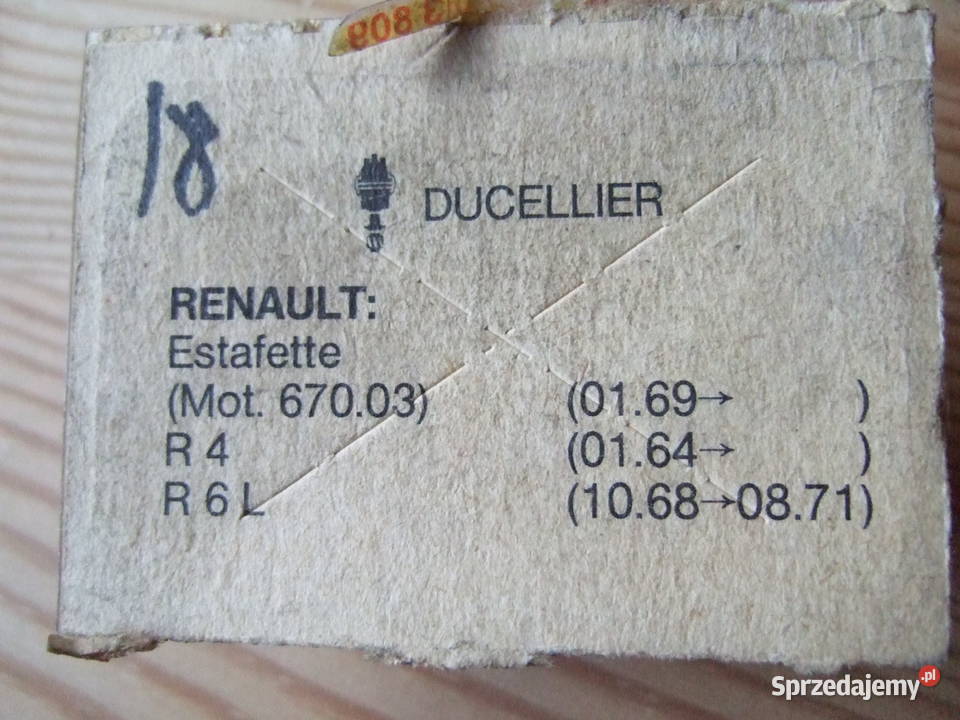 808
18
DUCELLIER
RENAULT:
Estafette
(Mot. 670.03) (01.69→ )
R 4 (01.64→ )
R 6 L (10.68→08.71)
Sprzedajemy.pl